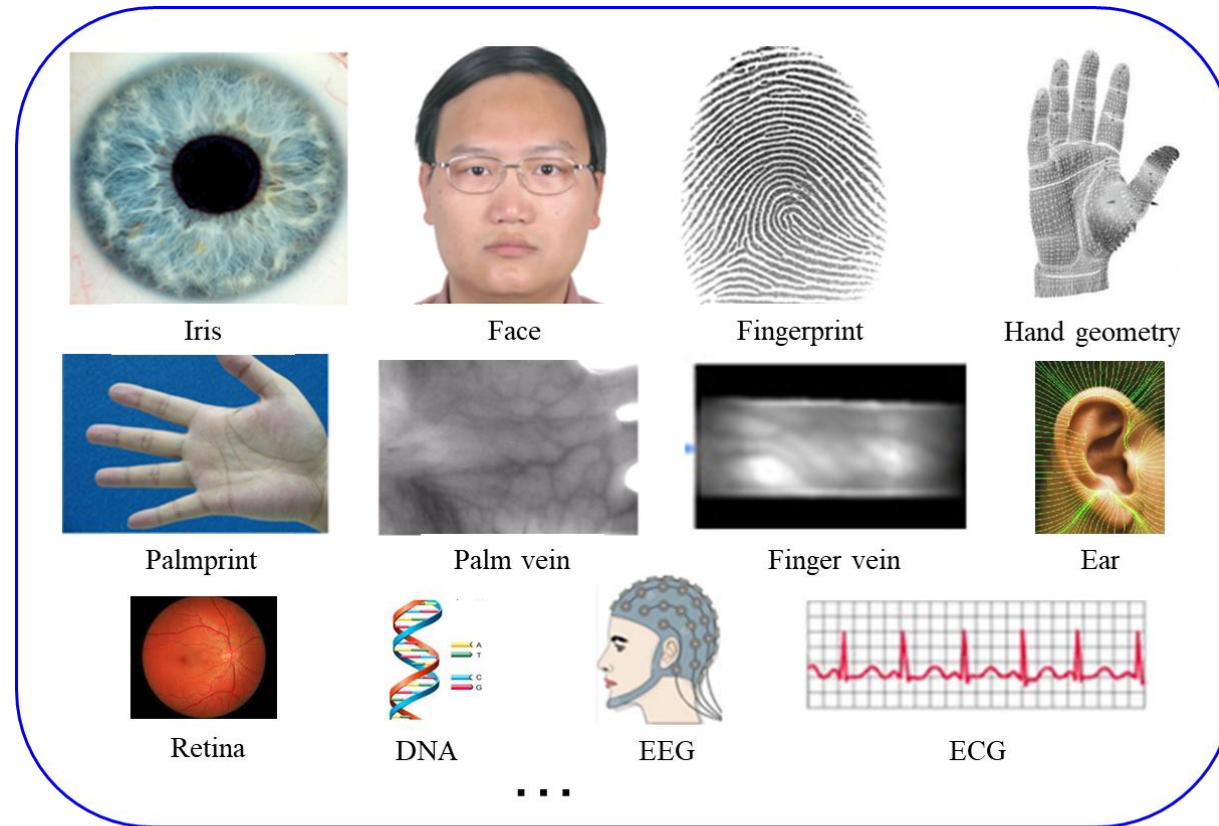 Iris Face Fingerprint Hand geometry
Palmprint Palm vein Finger vein Ear
A
T
C
G
Retina DNA EEG ECG
...